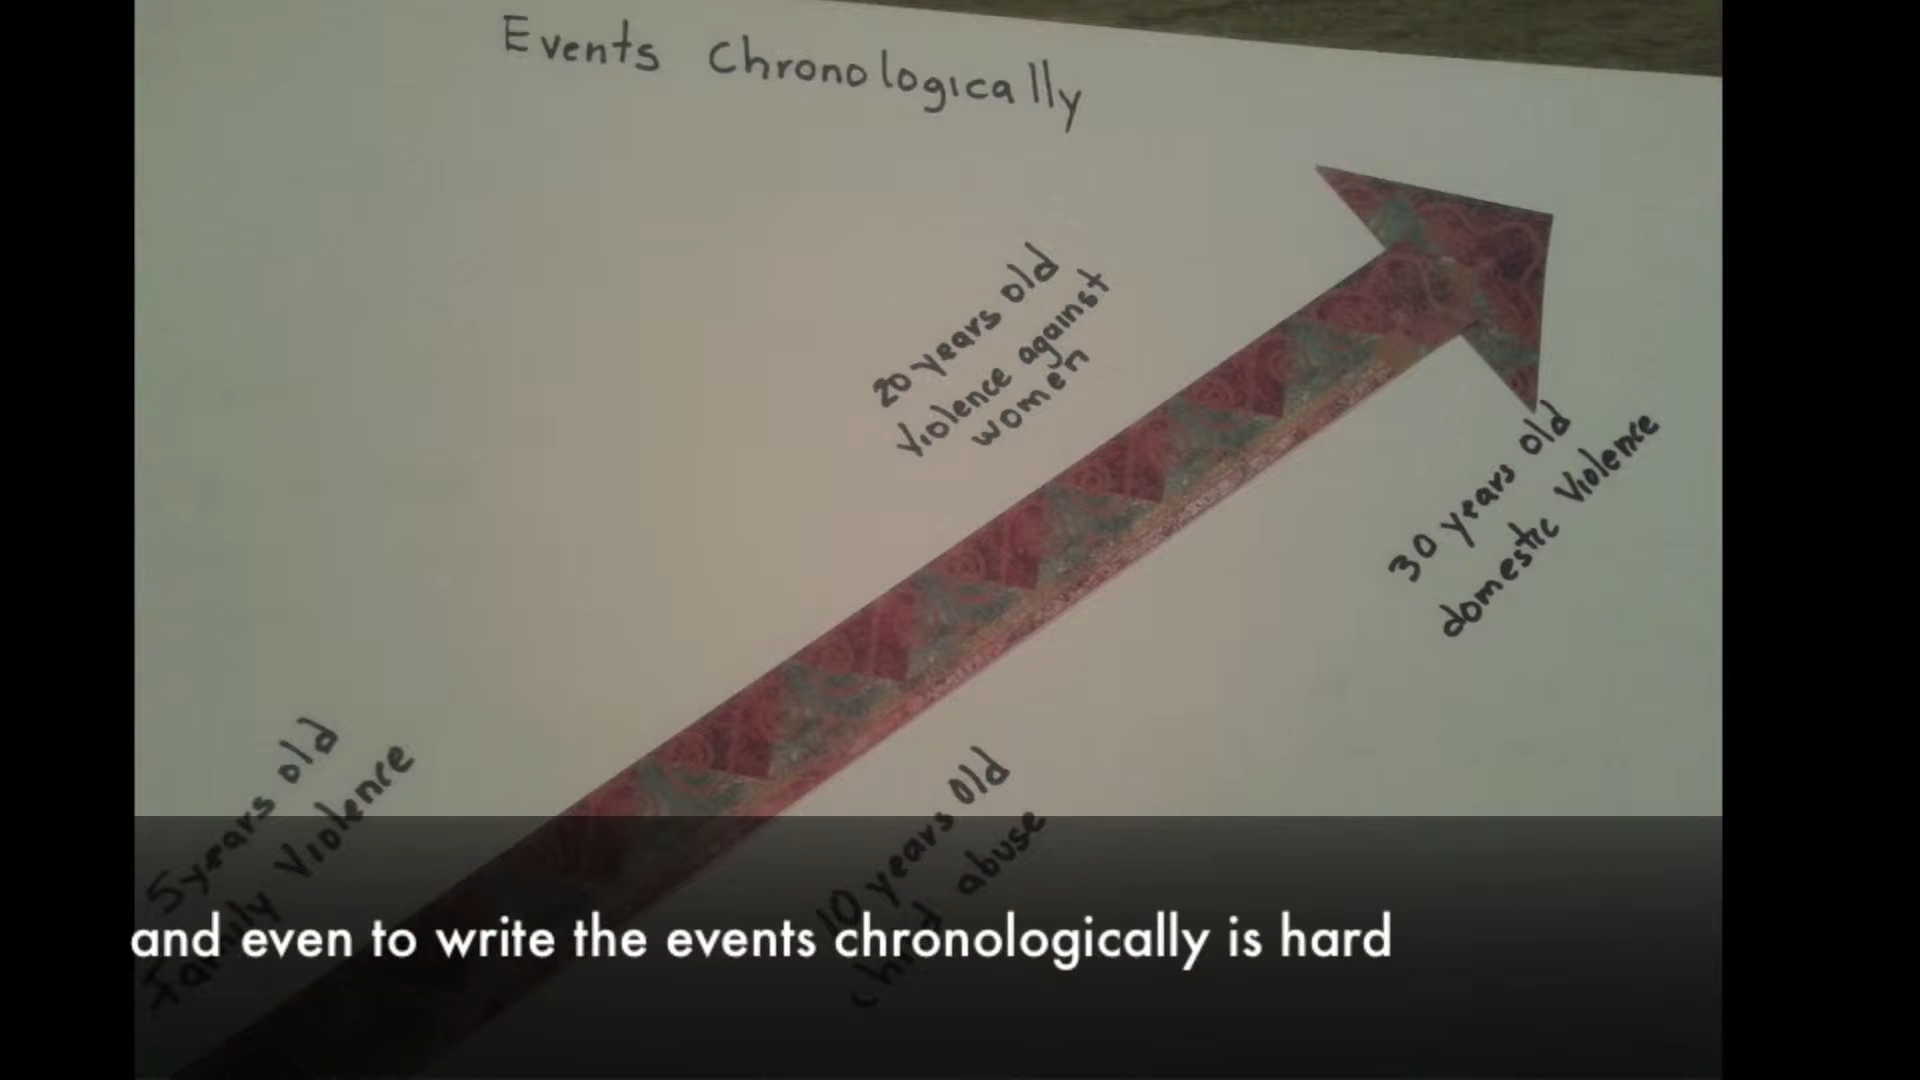 Events Chronologically
20 years old
Violence against
women
30 years old
domestic Violence
5 years old
Family Violence
10 years old
child abuse
and even to write the events chronologically is hard